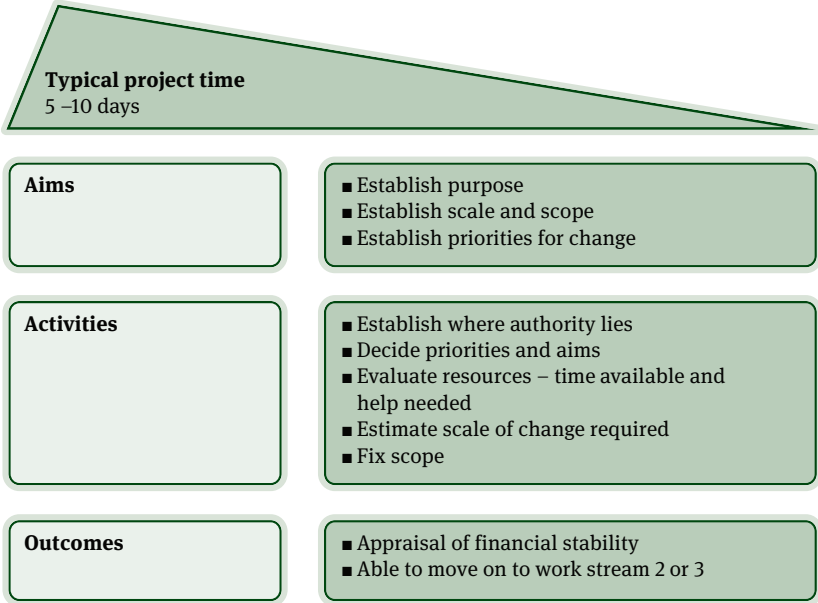 Typical project time
5 –10 days
Aims
■ Establish purpose
■ Establish scale and scope
■ Establish priorities for change
Activities
■ Establish where authority lies
■ Decide priorities and aims
■ Evaluate resources – time available and
help needed
■ Estimate scale of change required
■ Fix scope
Outcomes
■ Appraisal of financial stability
■ Able to move on to work stream 2 or 3